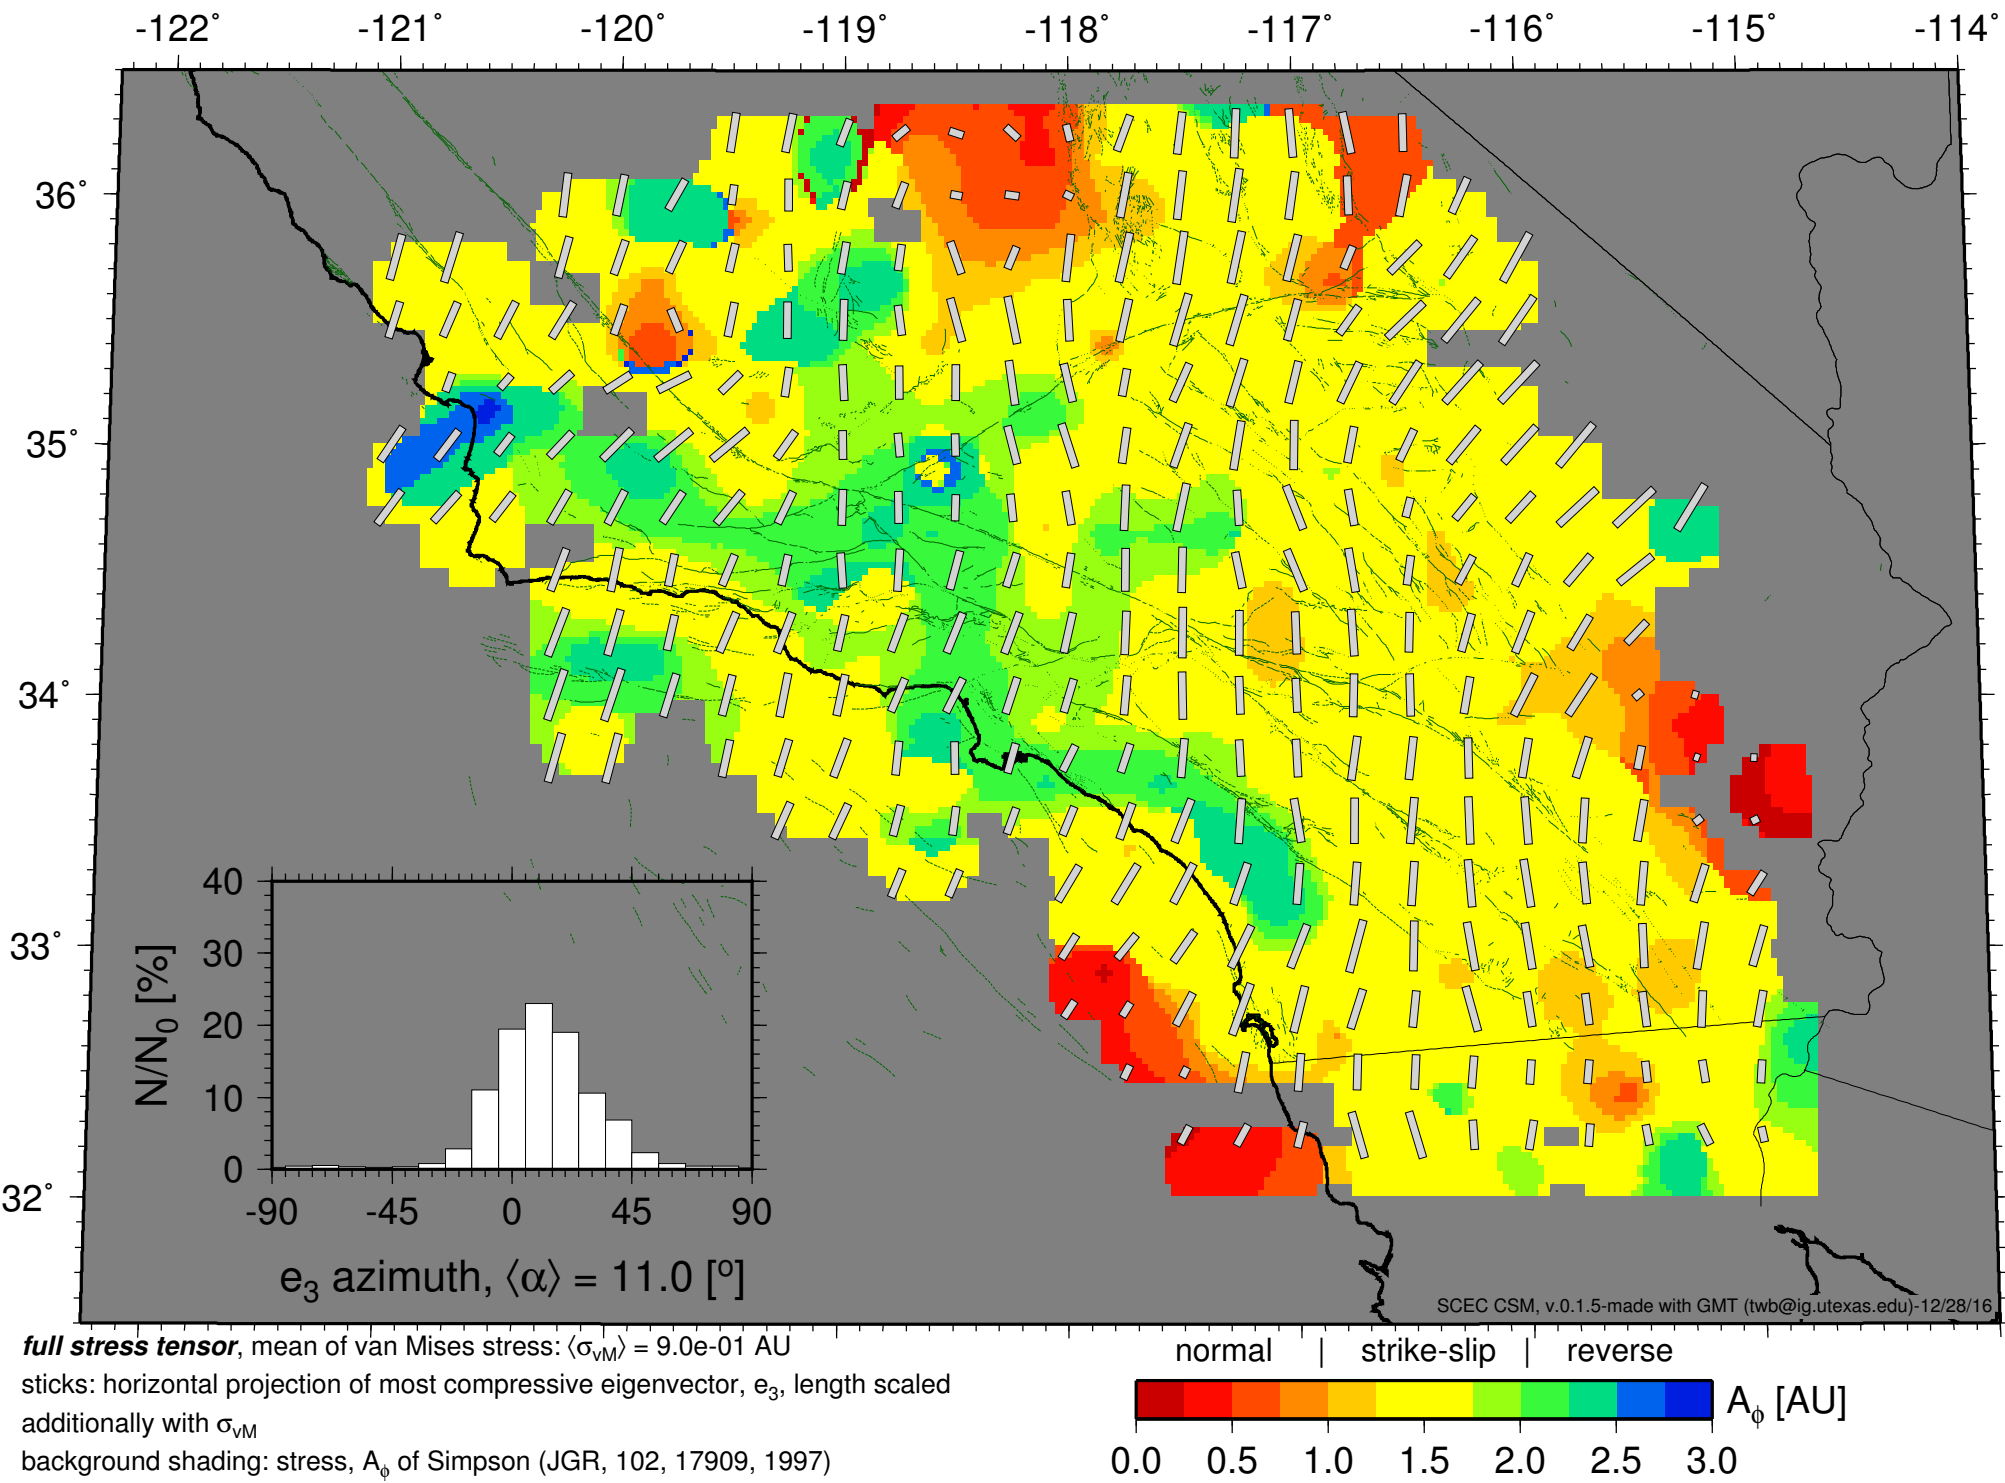 -122° -121° -120° -119° -118° -117° -116° -115° -114°
36°
35°
34°
33°
32°
40
30
20
10
0
N/N0 [%]
-90 -45 0 45 90
e3 azimuth, ⟨α⟩ = 11.0 [°]
SCEC CSM, v.0.1.5-made with GMT (twb@ig.utexas.edu)-12/28/16
full stress tensor, mean of van Mises stress: ⟨σvM⟩ = 9.0e-01 AU
sticks: horizontal projection of most compressive eigenvector, e3, length scaled
additionally with σvM
background shading: stress, Aϕ of Simpson (JGR, 102, 17909, 1997)
normal | strike-slip | reverse
Aϕ [AU]
0.0 0.5 1.0 1.5 2.0 2.5 3.0